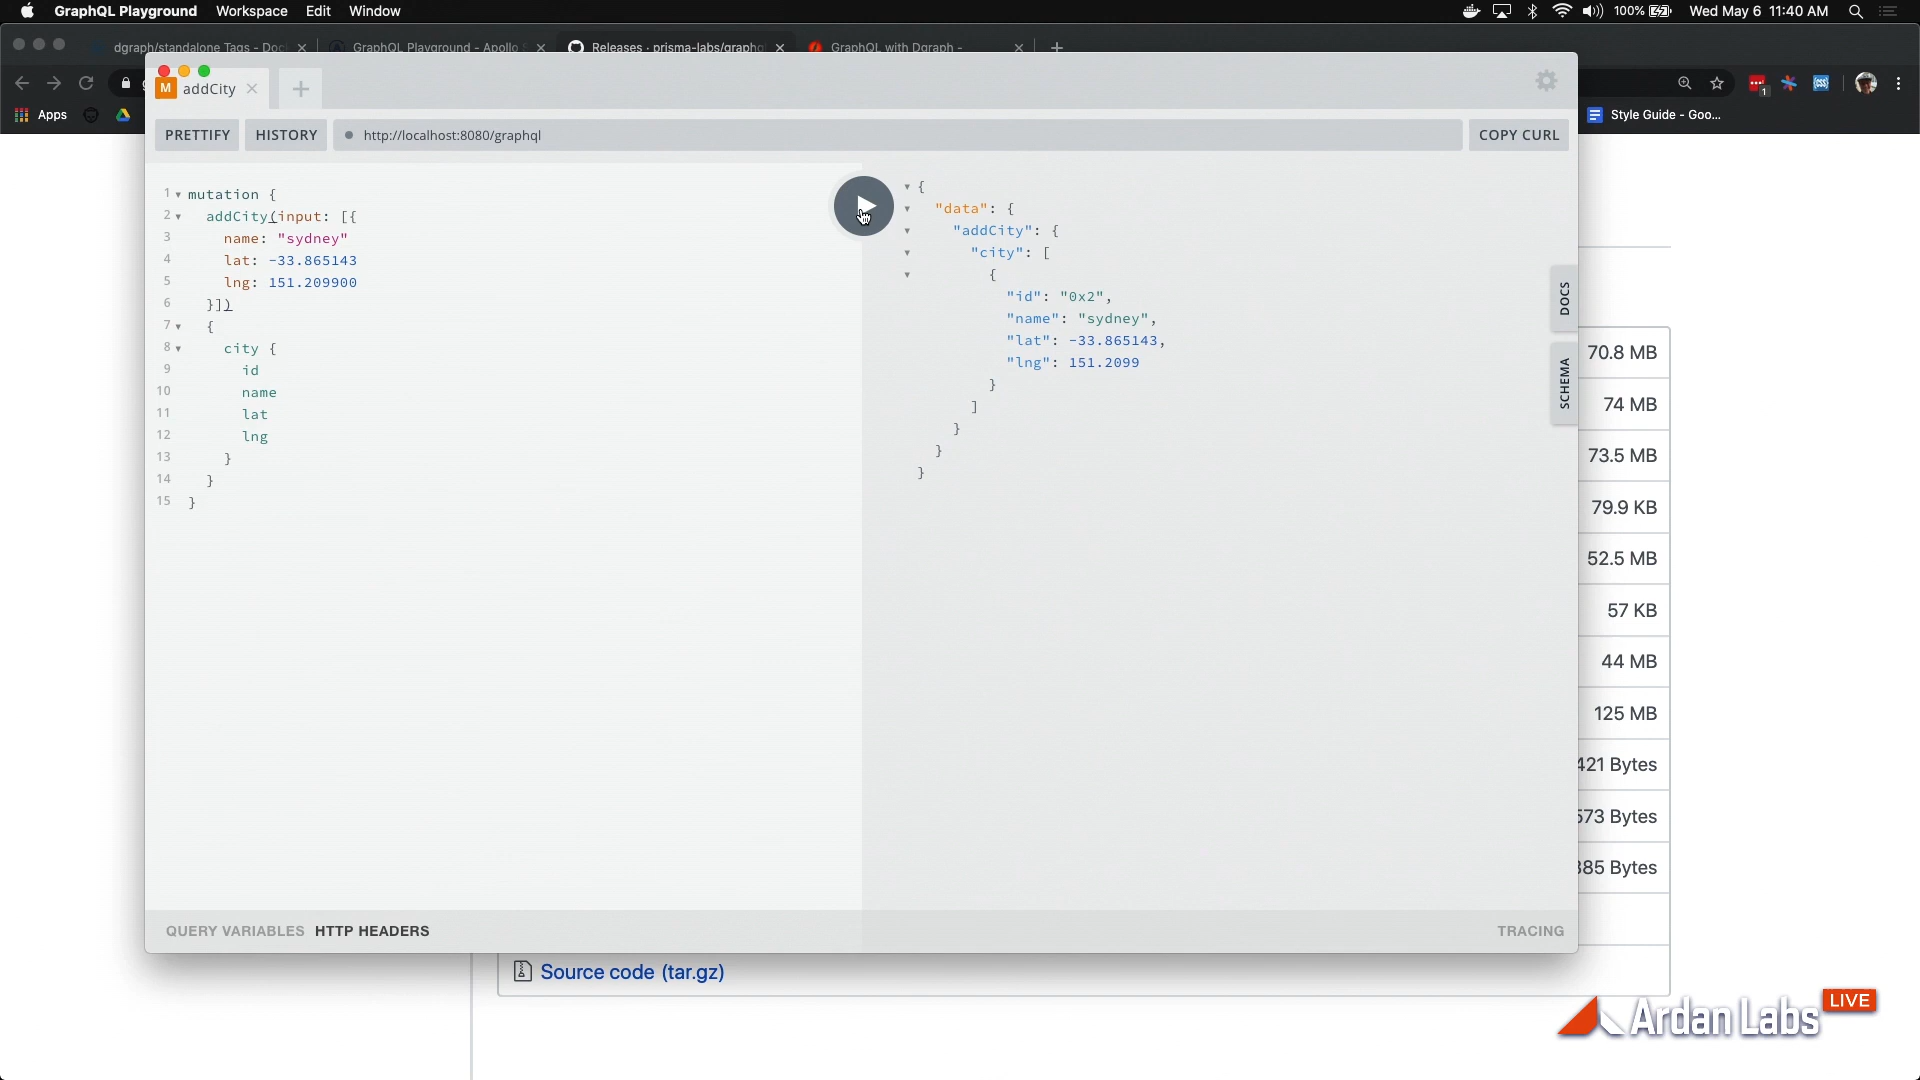 GraphQL Playground Workspace Edit Window 100% Wed May 6 11:40 AM
dgraph/standalone Tags - Doc GraphQL Playground - Apollo Releases · prisma-labs/graphq GraphQL with Dgraph -
M addCity
1
Apps Style Guide - Goo...
PRETTIFY HISTORY http://localhost:8080/graphql COPY CURL
1 mutation {
2 addCity(input: [{
3 name: "sydney"
4 lat: -33.865143
5 lng: 151.209900
6 }])
7 {
8 city {
9 id
10 name
11 lat
12 lng
13 }
14 }
15 }
{
"data": {
"addCity": {
"city": [
{
"id": "0x2",
"name": "sydney",
"lat": -33.865143,
"lng": 151.2099
}
]
}
}
}
DOCS
SCHEMA
70.8 MB
74 MB
73.5 MB
79.9 KB
52.5 MB
57 KB
44 MB
125 MB
421 Bytes
573 Bytes
385 Bytes
QUERY VARIABLES HTTP HEADERS TRACING
Source code (tar.gz)
Ardan Labs LIVE